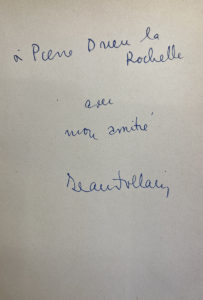 à Pierre Drieu la
Rochelle
avec
mon amitié
Jean Follain